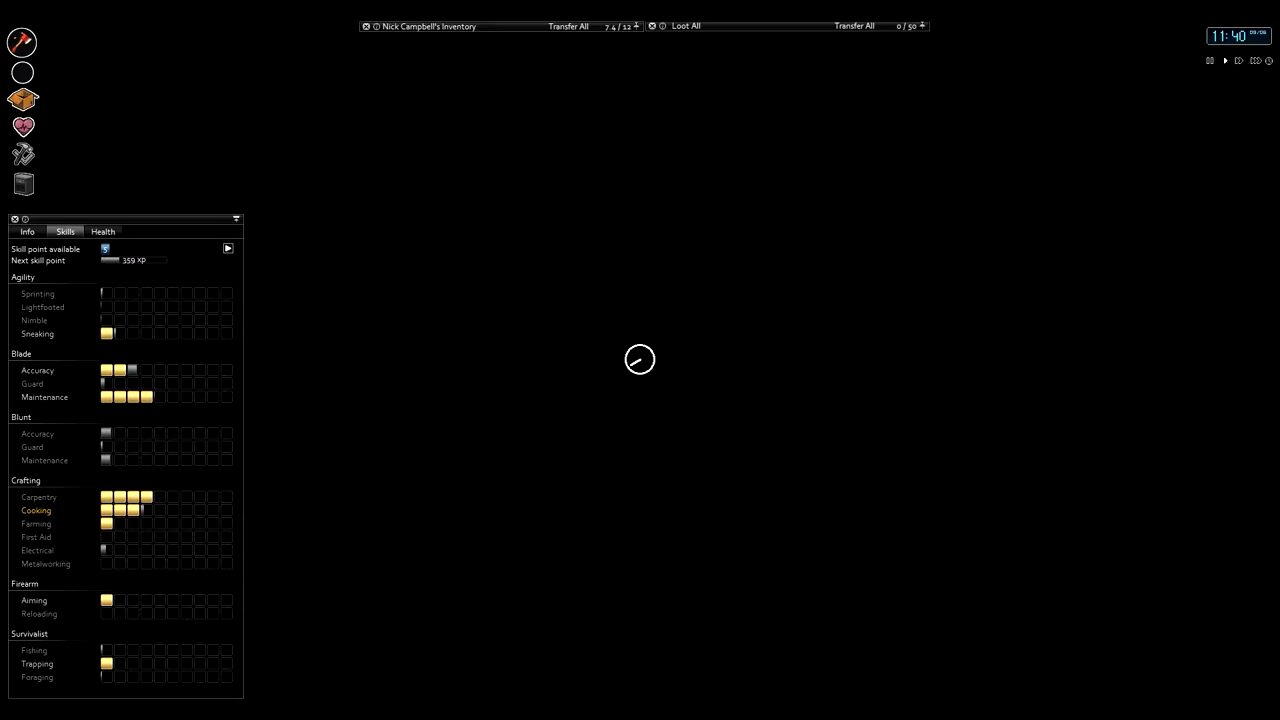 Nick Campbell's Inventory Transfer All 7.4 / 12 Loot All Transfer All 0 / 50
11:40 09/06
Info Skills Health
Skill point available 5
Next skill point 359 xp
Agility
Sprinting
Lightfooted
Nimble
Sneaking
Blade
Accuracy
Guard
Maintenance
Blunt
Accuracy
Guard
Maintenance
Crafting
Carpentry
Cooking
Farming
First Aid
Electrical
Metalworking
Firearm
Aiming
Reloading
Survivalist
Fishing
Trapping
Foraging